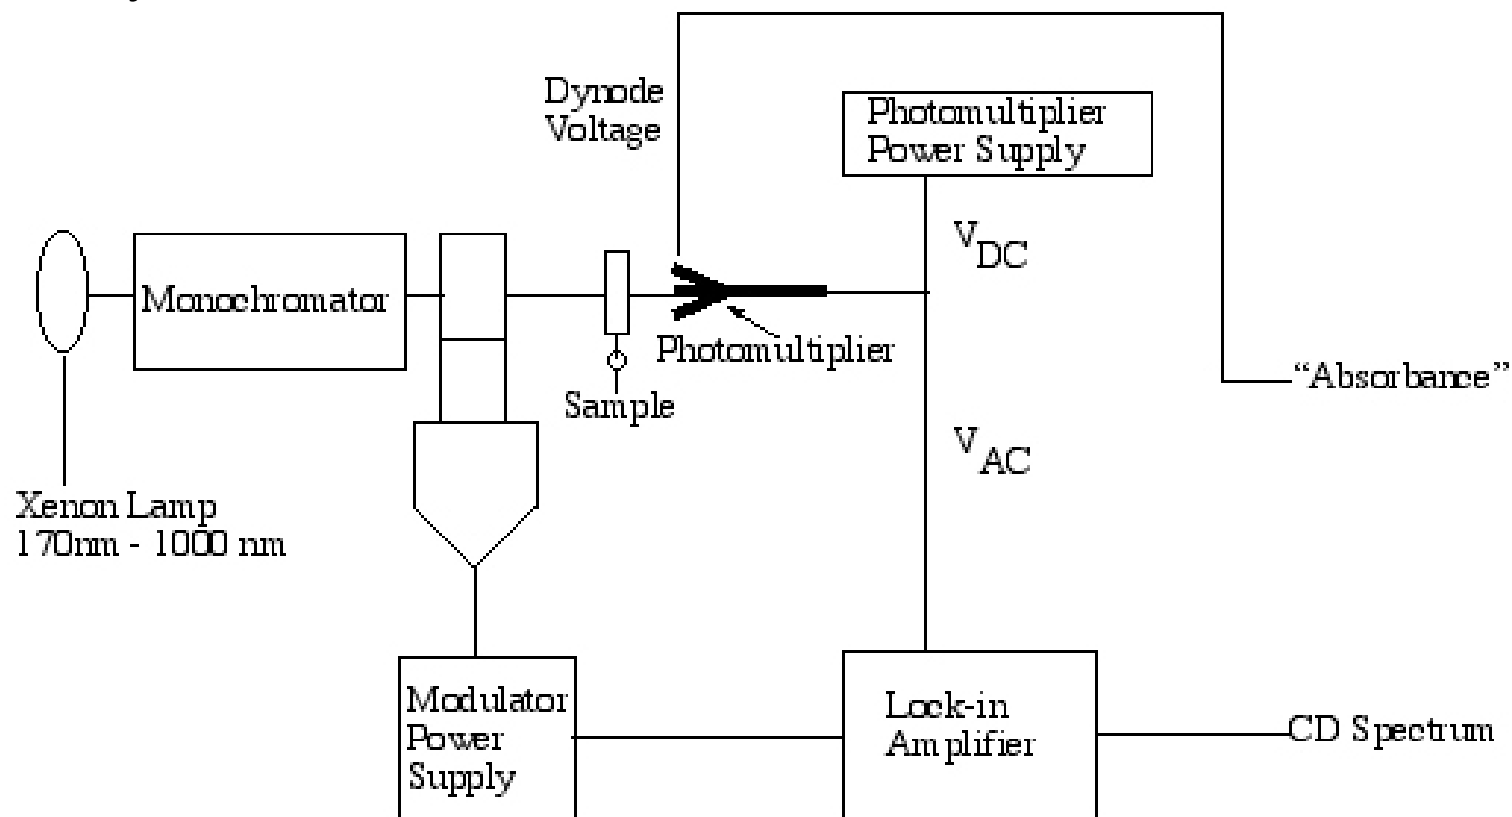 Dynode
Voltage
Photomultiplier
Power Supply
V DC
Monochromator
Photomultiplier
“Absorbance”
Sample
V AC
Xenon Lamp
170nm - 1000 nm
Modulator
Power
Supply
Lock-in
Amplifier
CD Spectrum